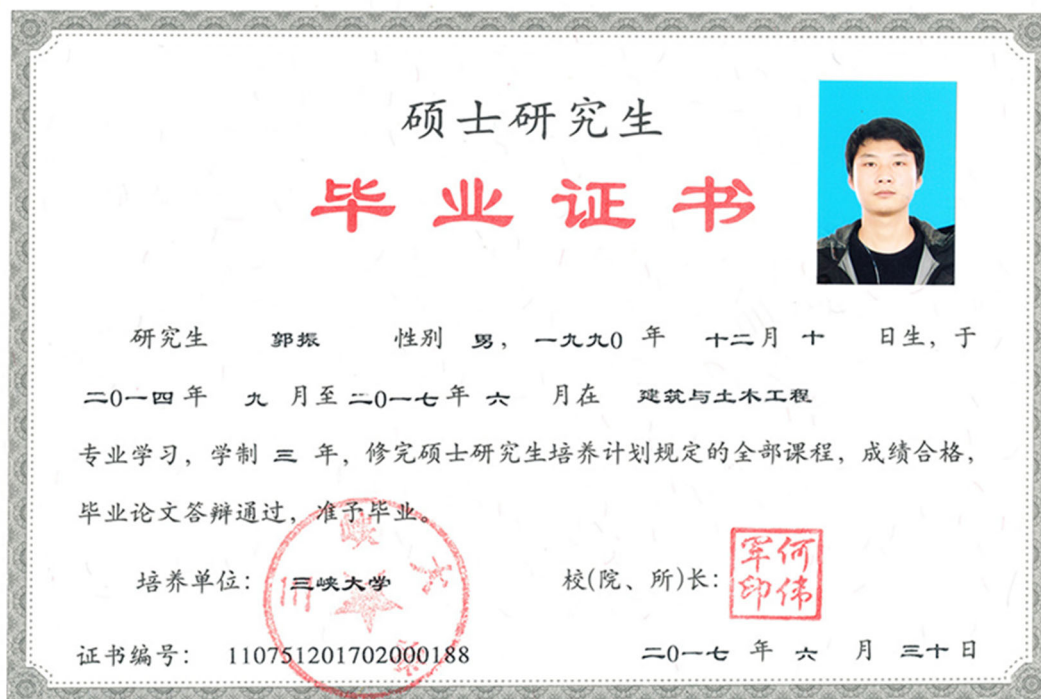 硕士研究生
毕业证书
研究生 郭振 性别 男，一九九0 年 十二月 十 日生，于
二0一四年 九 月至二0一七年 六 月在 建筑与土木工程
专业学习，学制 三 年，修完硕士研究生培养计划规定的全部课程，成绩合格，
毕业论文答辩通过，准予毕业。
三峡大学
培养单位： 三峡大学 校(院、所)长：
何伟军印
证书编号： 110751201702000188 二0一七 年 六 月 三十日